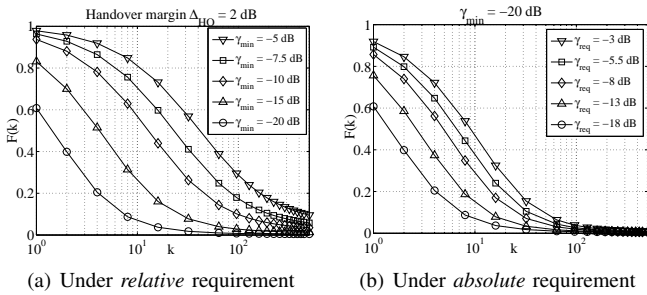 Handover margin Δ_HO = 2 dB
F(k)
1
0.8
0.6
0.4
0.2
0
10^0
10^1
k
10^2
γ_min = −5 dB
γ_min = −7.5 dB
γ_min = −10 dB
γ_min = −15 dB
γ_min = −20 dB
(a) Under relative requirement
γ_min = −20 dB
F(k)
1
0.8
0.6
0.4
0.2
0
10^0
10^1
k
10^2
γ_req = −3 dB
γ_req = −5.5 dB
γ_req = −8 dB
γ_req = −13 dB
γ_req = −18 dB
(b) Under absolute requirement